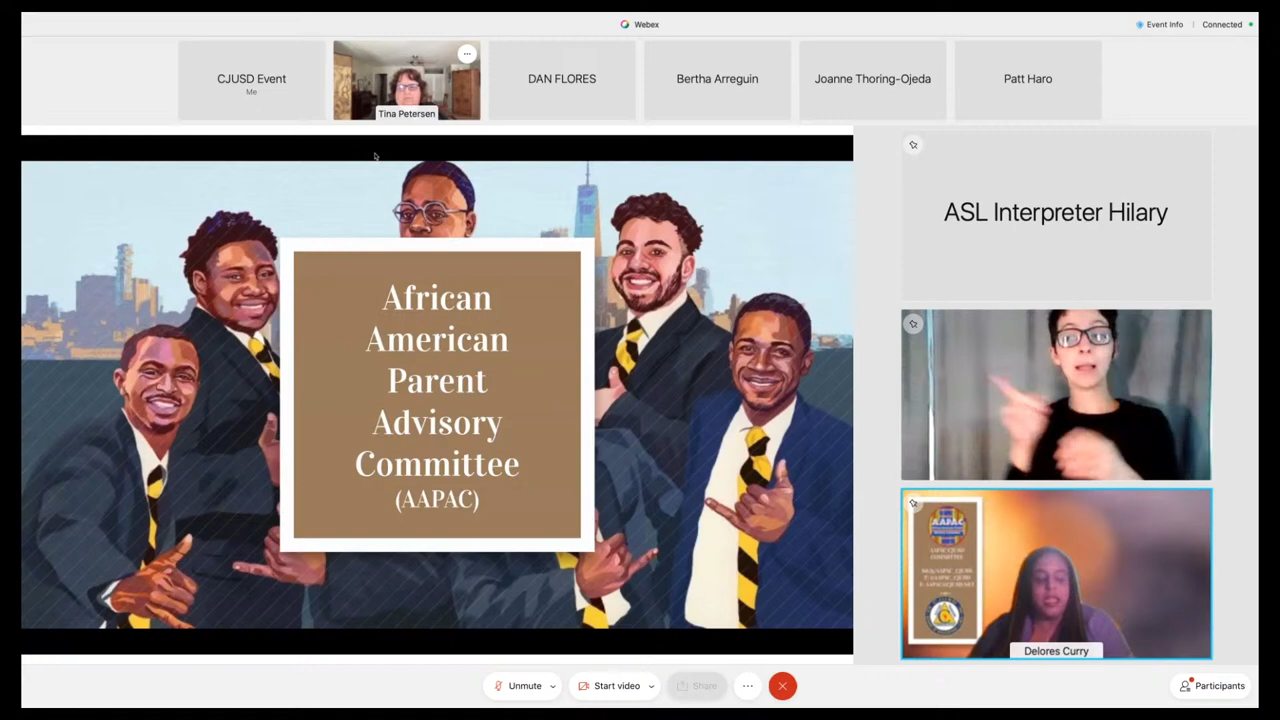 Webex
Event Info
Connected
CJUSD Event
Me
Tina Petersen
DAN FLORES
Bertha Arreguin
Joanne Thoring-Ojeda
Patt Haro
African
American
Parent
Advisory
Committee
(AAPAC)
ASL Interpreter Hilary
AAPAC
Delores Curry
Unmute
Start video
Share
Participants